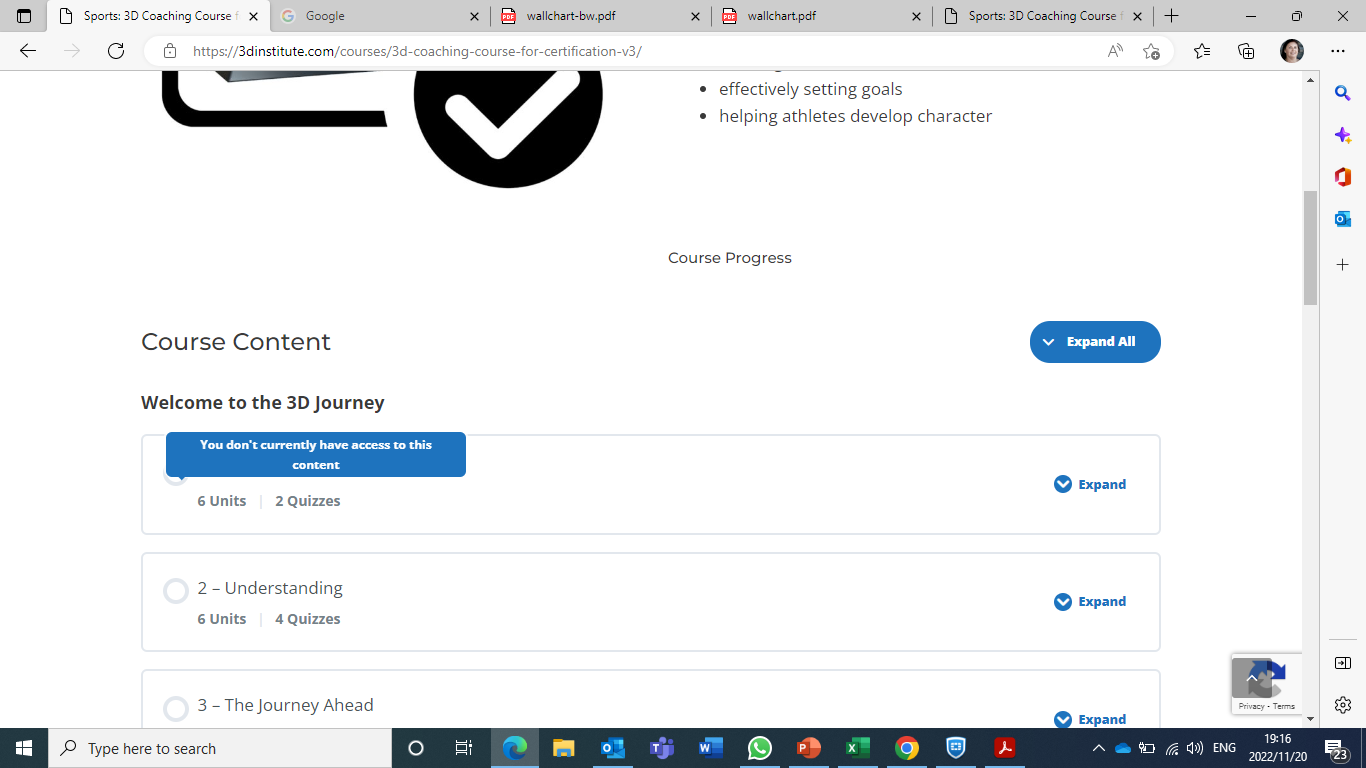 Sports: 3D Coaching Course f
Google
wallchart-bw.pdf
wallchart.pdf
Sports: 3D Coaching Course f
https://3dinstitute.com/courses/3d-coaching-course-for-certification-v3/
effectively setting goals
helping athletes develop character
Course Progress
Course Content
Expand All
Welcome to the 3D Journey
You don't currently have access to this
content
6 Units | 2 Quizzes
Expand
2 – Understanding
6 Units | 4 Quizzes
Expand
3 – The Journey Ahead
Expand
Privacy - Terms
Type here to search
ENG
19:16
2022/11/20
23